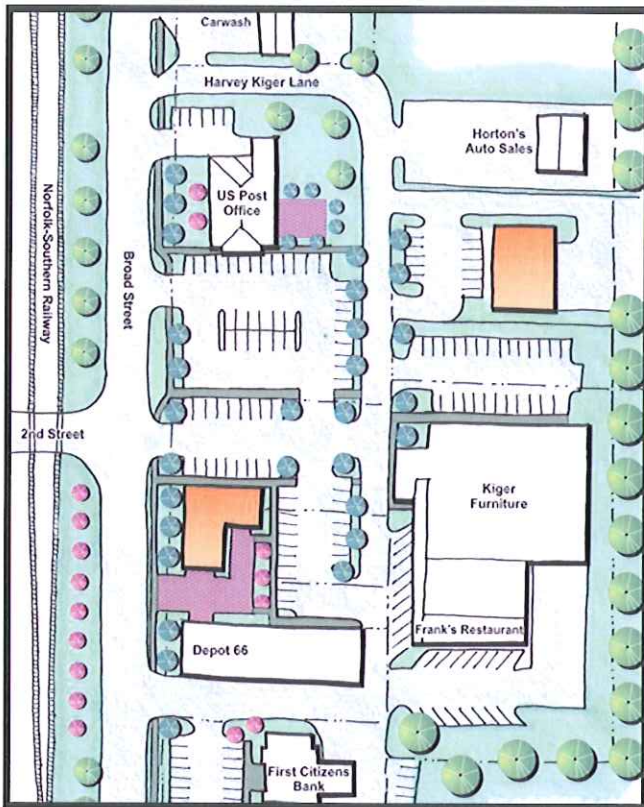 Carwash
Harvey Kiger Lane
Horton's
Auto Sales
US Post
Office
Norfolk-Southern Railway
Broad Street
2nd Street
Kiger
Furniture
Frank's Restaurant
Depot 66
First Citizens
Bank